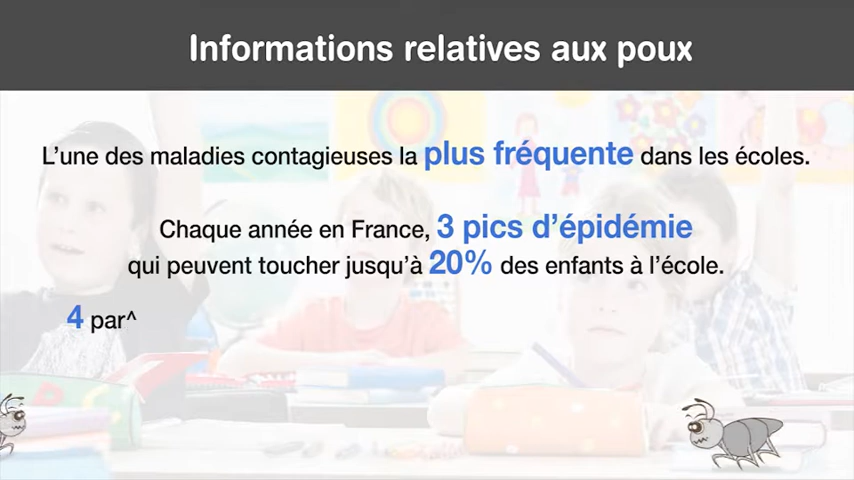 Informations relatives aux poux
L’une des maladies contagieuses la plus fréquente dans les écoles.
Chaque année en France, 3 pics d’épidémie
qui peuvent toucher jusqu’à 20% des enfants à l’école.
4 par^